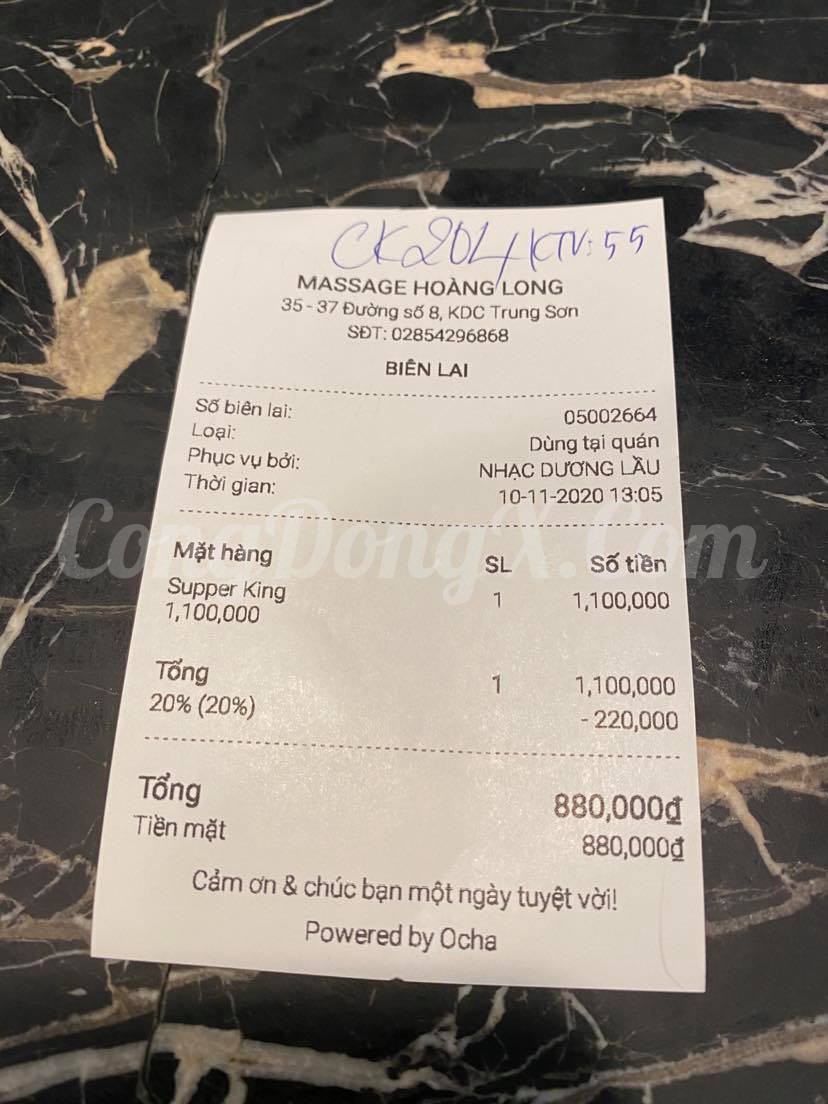 CK204 KTV: 55
MASSAGE HOÀNG LONG
35 - 37 Đường số 8, KDC Trung Sơn
SĐT: 02854296868
BIÊN LAI
Số biên lai: 05002664
Loại: Dùng tại quán
Phục vụ bởi: NHẠC DƯƠNG LẦU
Thời gian: 10-11-2020 13:05
CongDongX.Com
Mặt hàng SL Số tiền
Supper King 1 1,100,000
1,100,000
Tổng 1 1,100,000
20% (20%) - 220,000
Tổng 880,000₫
Tiền mặt 880,000₫
Cảm ơn & chúc bạn một ngày tuyệt vời!
Powered by Ocha